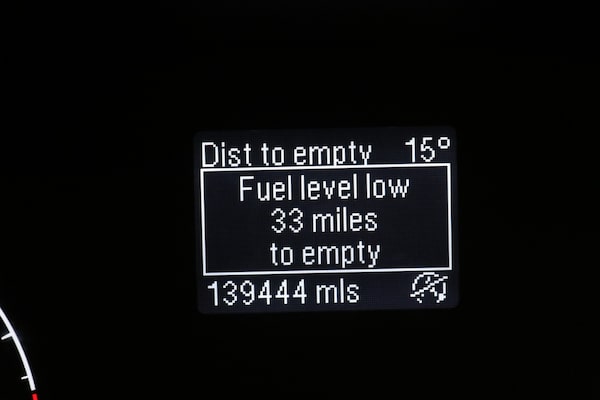 Dist to empty 15°
Fuel level low
33 miles
to empty
139444 mls